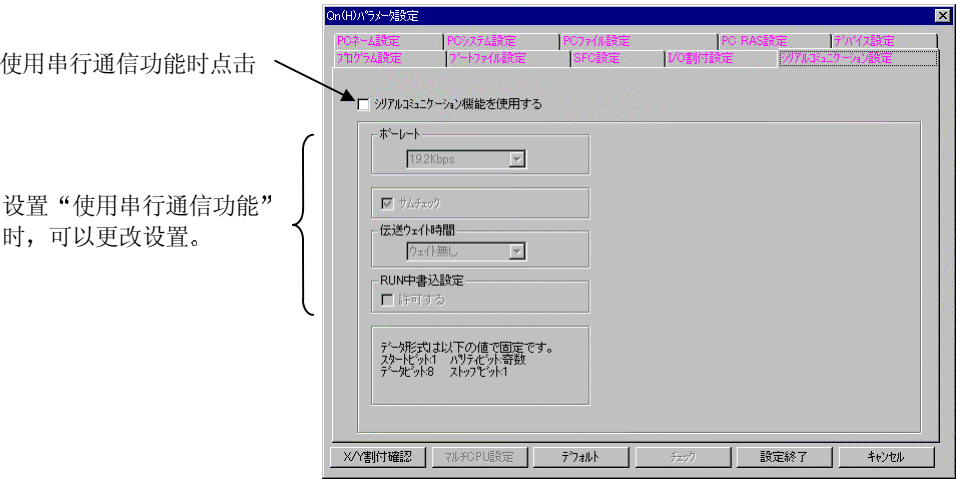 Qn(H)ﾊﾟﾗﾒｰﾀ設定
PCﾈｰﾑ設定 PCｼｽﾃﾑ設定 PCﾌｧｲﾙ設定 PC RAS設定 ﾃﾞﾊﾞｲｽ設定
ﾌﾟﾛｸﾞﾗﾑ設定 ﾌﾞｰﾄﾌｧｲﾙ設定 SFC設定 I/O割付設定 ｼﾘｱﾙｺﾐｭﾆｹｰｼｮﾝ設定
使用串行通信功能时点击
ｼﾘｱﾙｺﾐｭﾆｹｰｼｮﾝ機能を使用する
ﾎﾞｰﾚｰﾄ
19.2Kbps
ｻﾑﾁｪｯｸ
设置“使用串行通信功能”
时，可以更改设置。
伝送ｳｪｲﾄ時間
ｳｪｲﾄ無し
RUN中書込設定
許可する
ﾃﾞｰﾀ形式は以下の値で固定です。
ｽﾀｰﾄﾋﾞｯﾄ:1 ﾊﾟﾘﾃｨﾋﾞｯﾄ:奇数
ﾃﾞｰﾀﾋﾞｯﾄ:8 ｽﾄｯﾌﾟﾋﾞｯﾄ:1
X/Y割付確認 ﾏﾙﾁCPU設定 ﾃﾞﾌｫﾙﾄ ﾁｪｯｸ 設定終了 ｷｬﾝｾﾙ